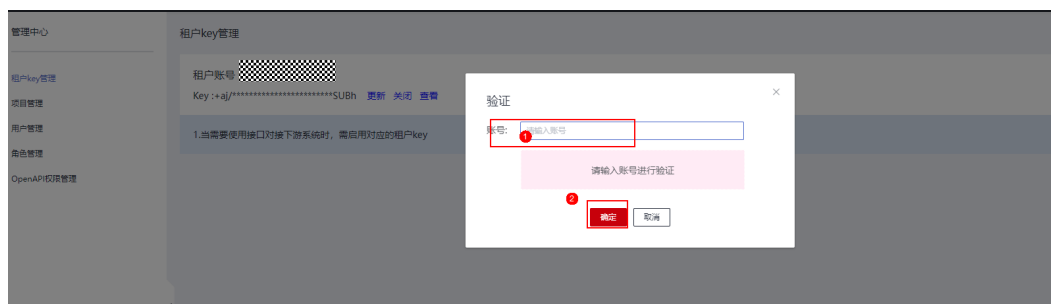 管理中心
租户key管理
租户key管理
项目管理
用户管理
角色管理
OpenAPI权限管理
租户账号
Key :+aj/************************SUBh 更新 关闭 查看
1.当需要使用接口对接下游系统时，需启用对应的租户key
验证
账号:
1
请输入账号
请输入账号进行验证
2
确定
取消